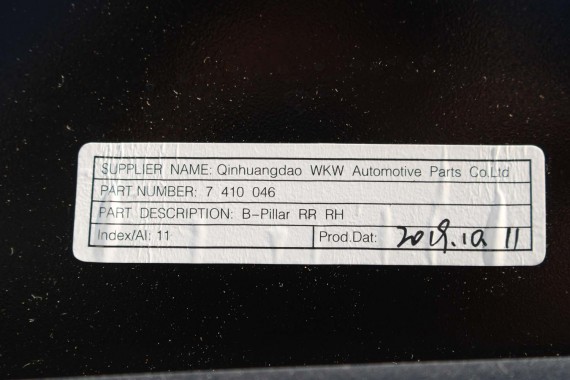 SUPPLIER NAME: Qinhuangdao WKW Automotive Parts Co.Ltd
PART NUMBER: 7 410 046
PART DESCRIPTION: B-Pillar RR RH
Index/AI: 11 Prod.Dat: 2019.10 11